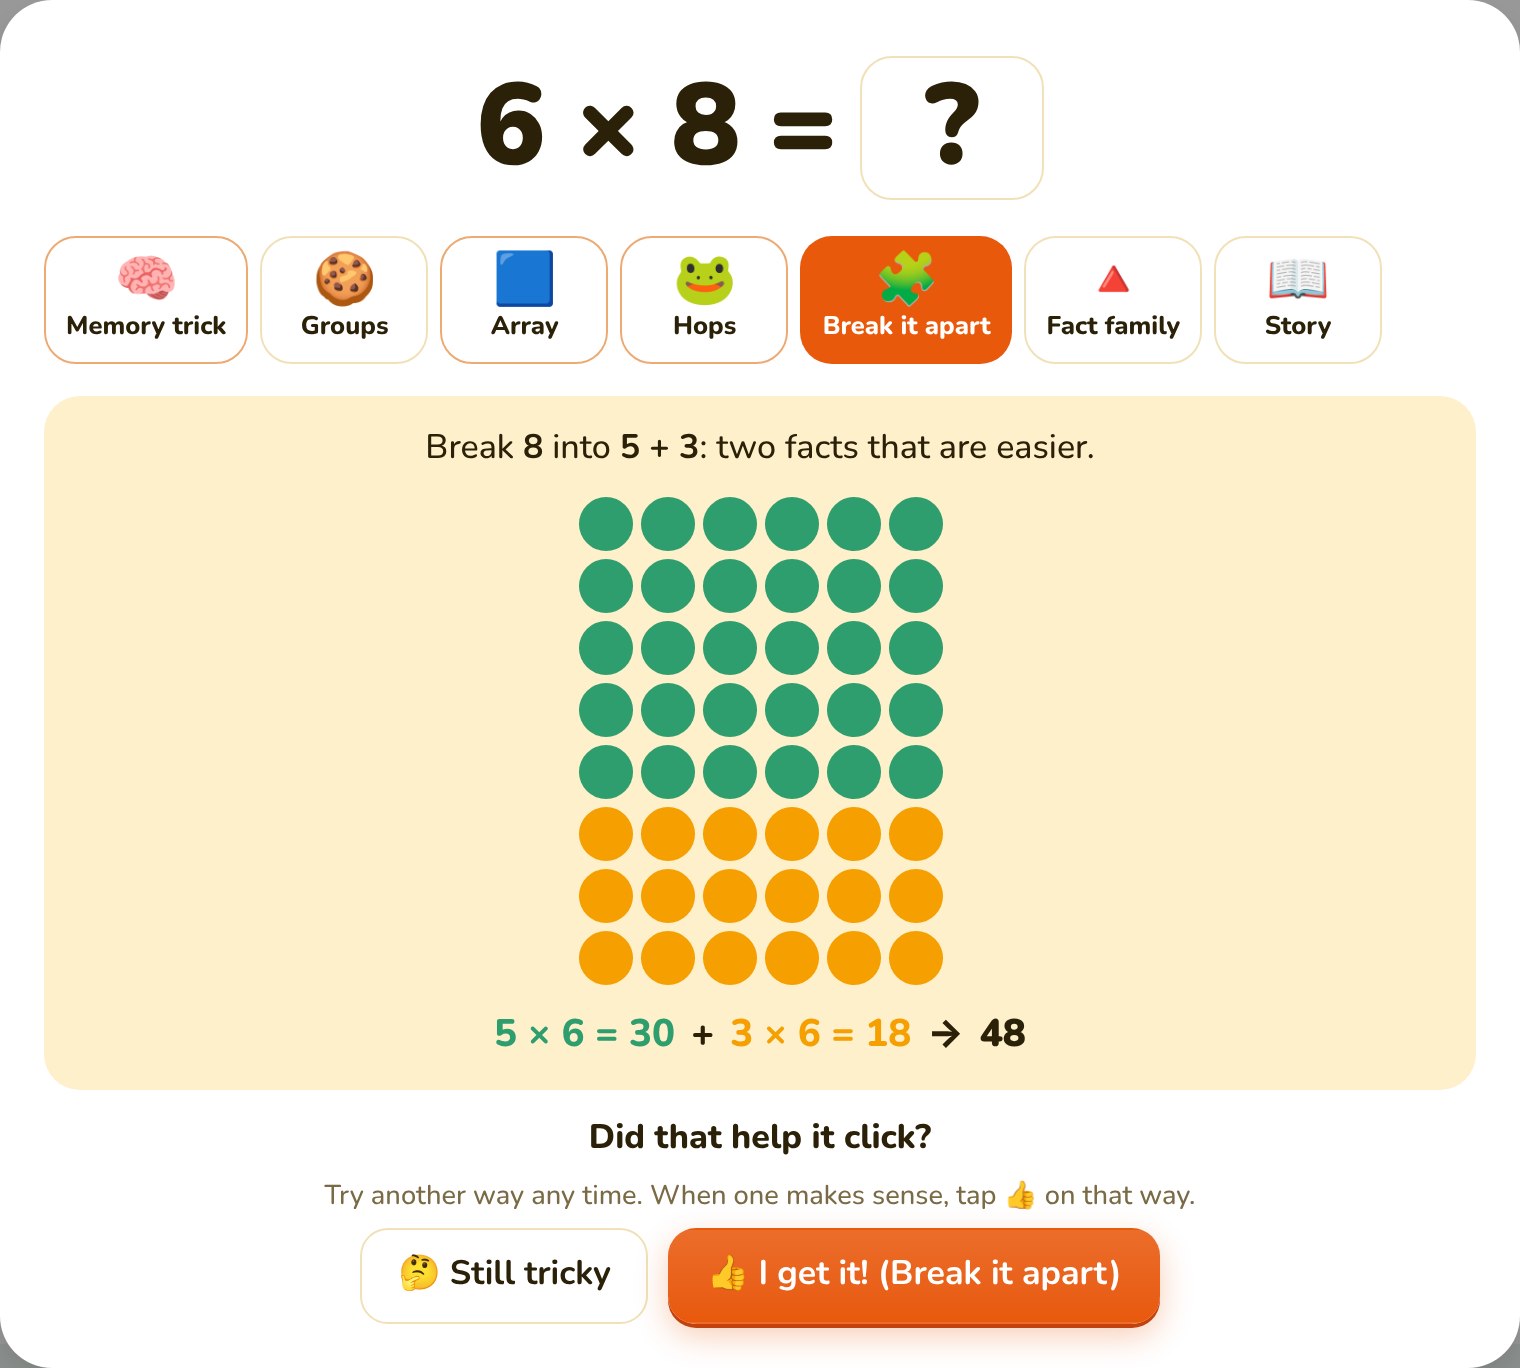 6 × 8 = ?
Memory trick
Groups
Array
Hops
Break it apart
Fact family
Story
Break 8 into 5 + 3: two facts that are easier.
5 × 6 = 30 + 3 × 6 = 18 → 48
Did that help it click?
Try another way any time. When one makes sense, tap 👍 on that way.
🤔 Still tricky
👍 I get it! (Break it apart)